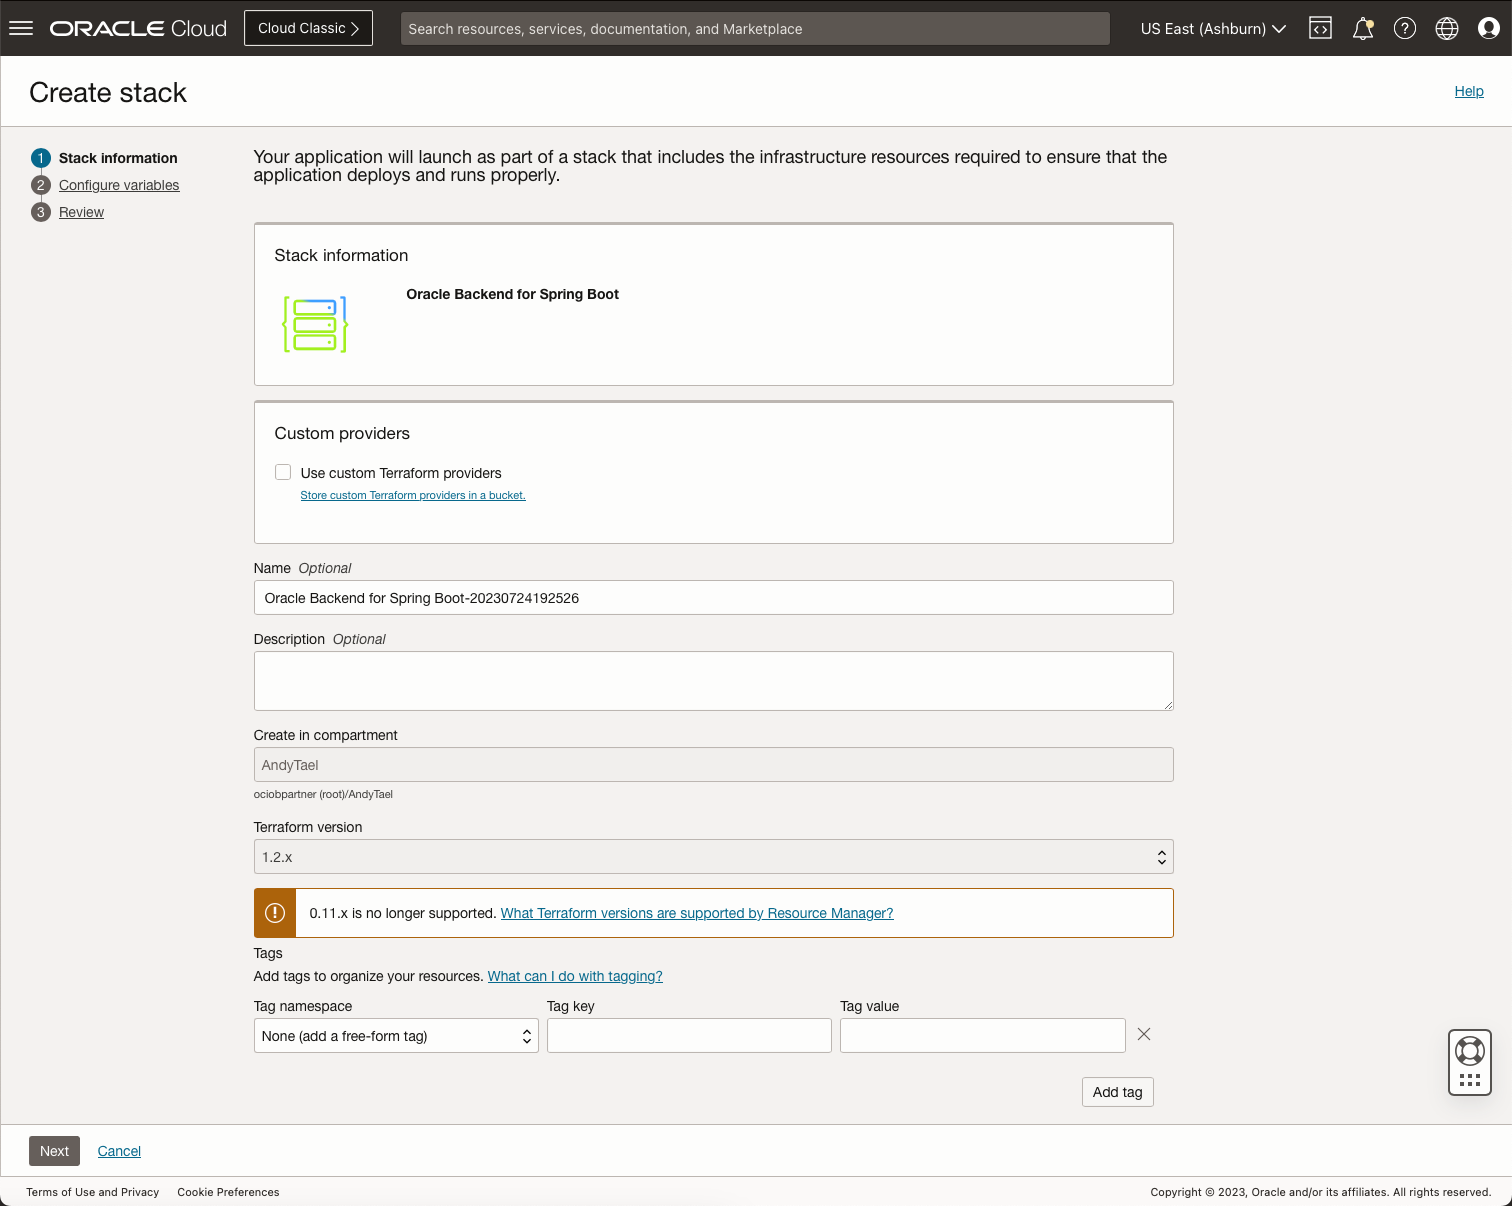 ORACLE Cloud
Cloud Classic
Search resources, services, documentation, and Marketplace
US East (Ashburn)
Create stack
Help
1 Stack information
2 Configure variables
3 Review
Your application will launch as part of a stack that includes the infrastructure resources required to ensure that the
application deploys and runs properly.
Stack information
Oracle Backend for Spring Boot
Custom providers
Use custom Terraform providers
Store custom Terraform providers in a bucket.
Name Optional
Oracle Backend for Spring Boot-20230724192526
Description Optional
Create in compartment
AndyTael
ociobpartner (root)/AndyTael
Terraform version
1.2.x
0.11.x is no longer supported. What Terraform versions are supported by Resource Manager?
Tags
Add tags to organize your resources. What can I do with tagging?
Tag namespace Tag key Tag value
None (add a free-form tag)
Add tag
Next Cancel
Terms of Use and Privacy Cookie Preferences Copyright © 2023, Oracle and/or its affiliates. All rights reserved.